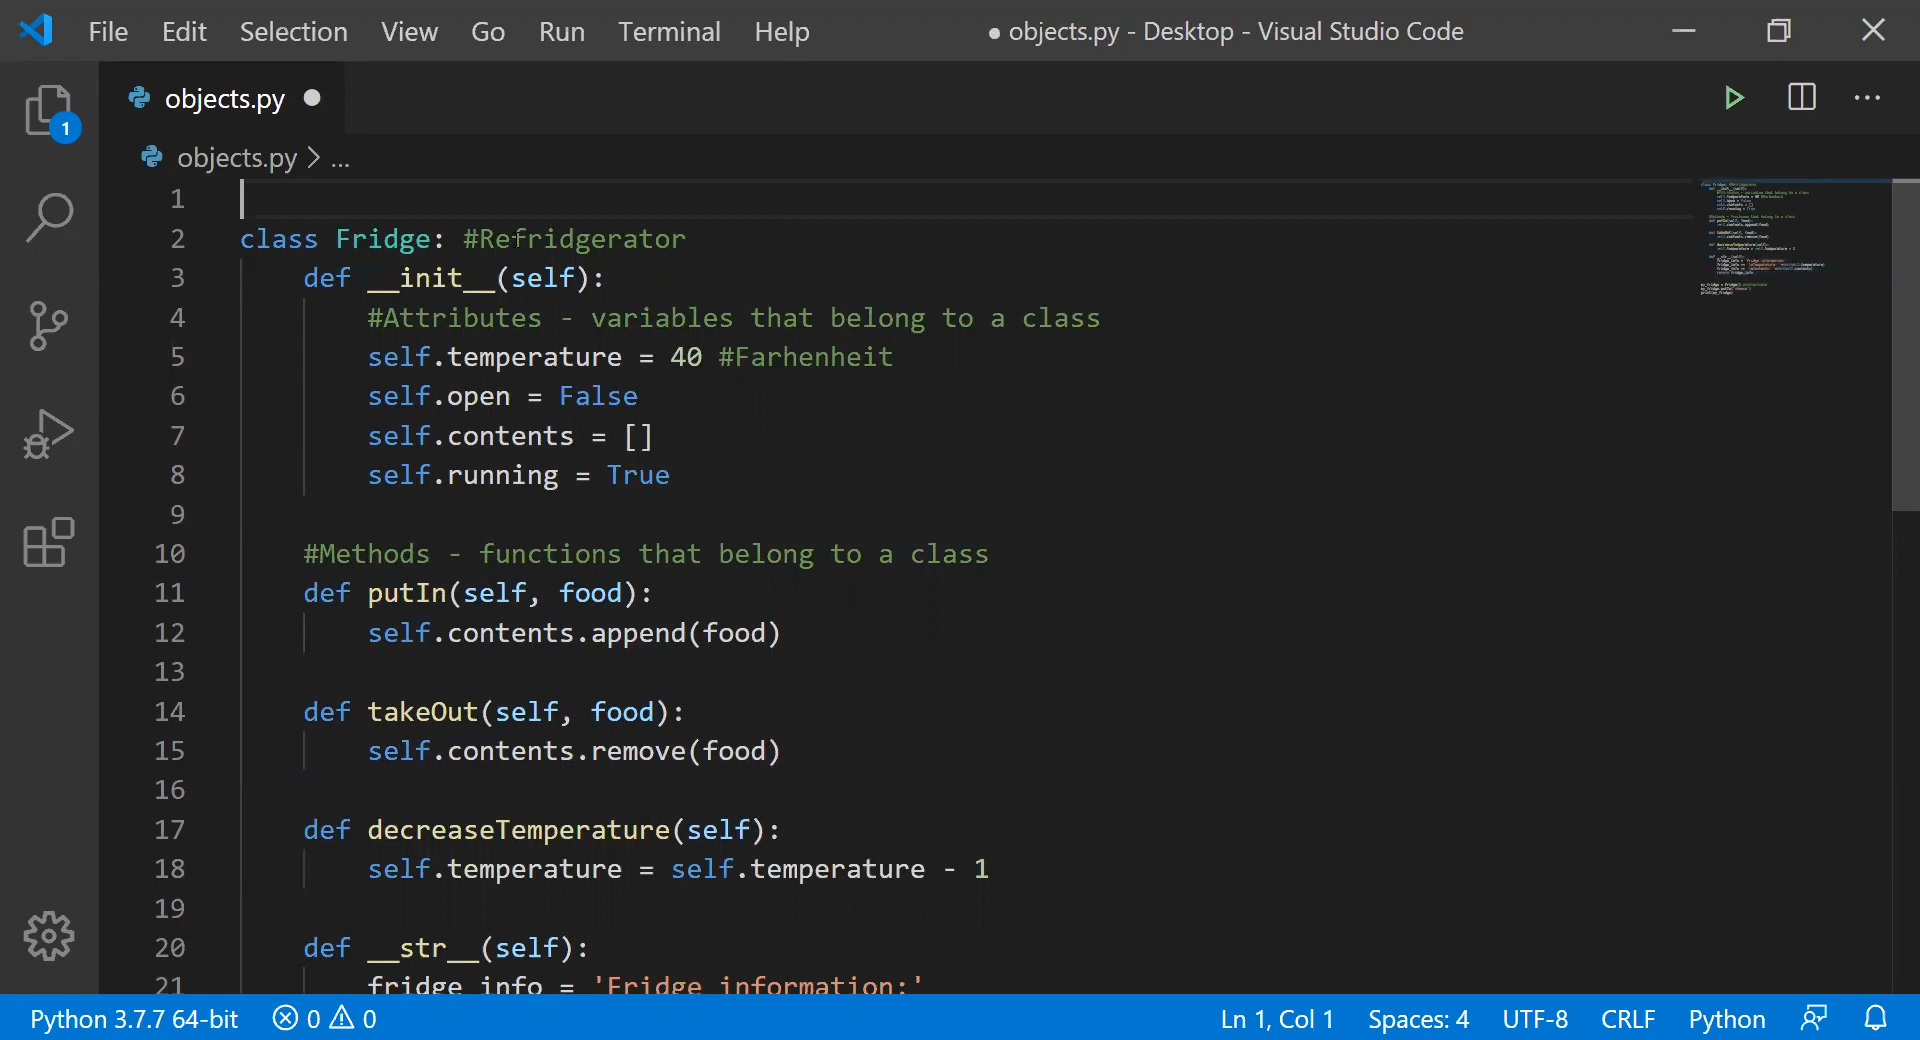 File Edit Selection View Go Run Terminal Help ● objects.py - Desktop - Visual Studio Code
objects.py
1
objects.py > ...
1
2 class Fridge: #Refridgerator
3     def __init__(self):
4         #Attributes - variables that belong to a class
5         self.temperature = 40 #Farhenheit
6         self.open = False
7         self.contents = []
8         self.running = True
9
10     #Methods - functions that belong to a class
11     def putIn(self, food):
12         self.contents.append(food)
13
14     def takeOut(self, food):
15         self.contents.remove(food)
16
17     def decreaseTemperature(self):
18         self.temperature = self.temperature - 1
19
20     def __str__(self):
21         fridge_info = 'Fridge information:'
Python 3.7.7 64-bit 0 0 Ln 1, Col 1 Spaces: 4 UTF-8 CRLF Python